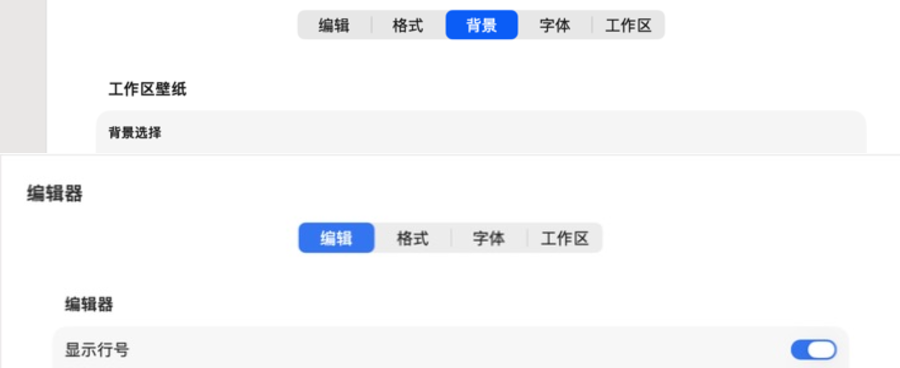 编辑 格式 背景 字体 工作区
工作区壁纸
背景选择
编辑器
编辑 格式 字体 工作区
编辑器
显示行号